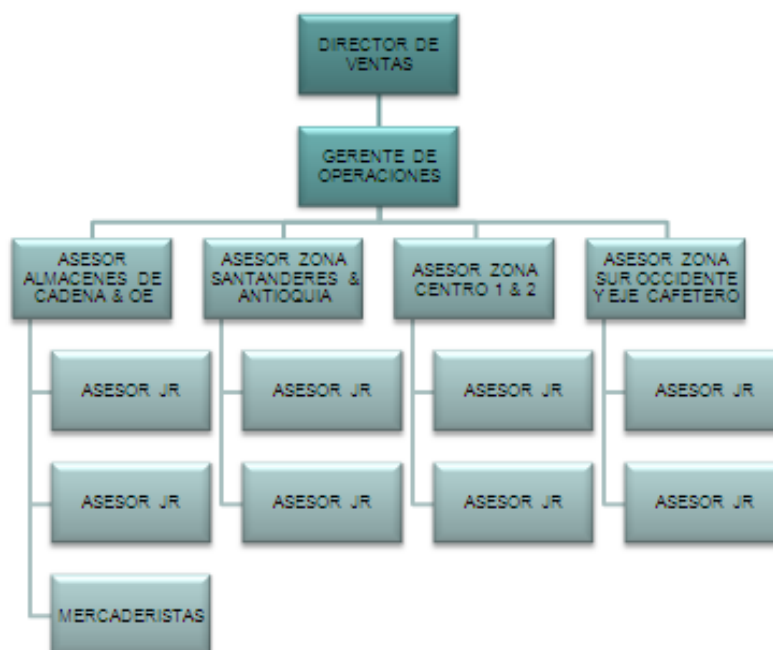 DIRECTOR DE
VENTAS
GERENTE DE
OPERACIONES
ASESOR
ALMACENES DE
CADENA & OE
ASESOR ZONA
SANTANDERES &
ANTIOQUIA
ASESOR ZONA
CENTRO 1 & 2
ASESOR ZONA
SUR OCCIDENTE
Y EJE CAFETERO
ASESOR JR
ASESOR JR
ASESOR JR
ASESOR JR
ASESOR JR
ASESOR JR
ASESOR JR
ASESOR JR
MERCADERISTAS